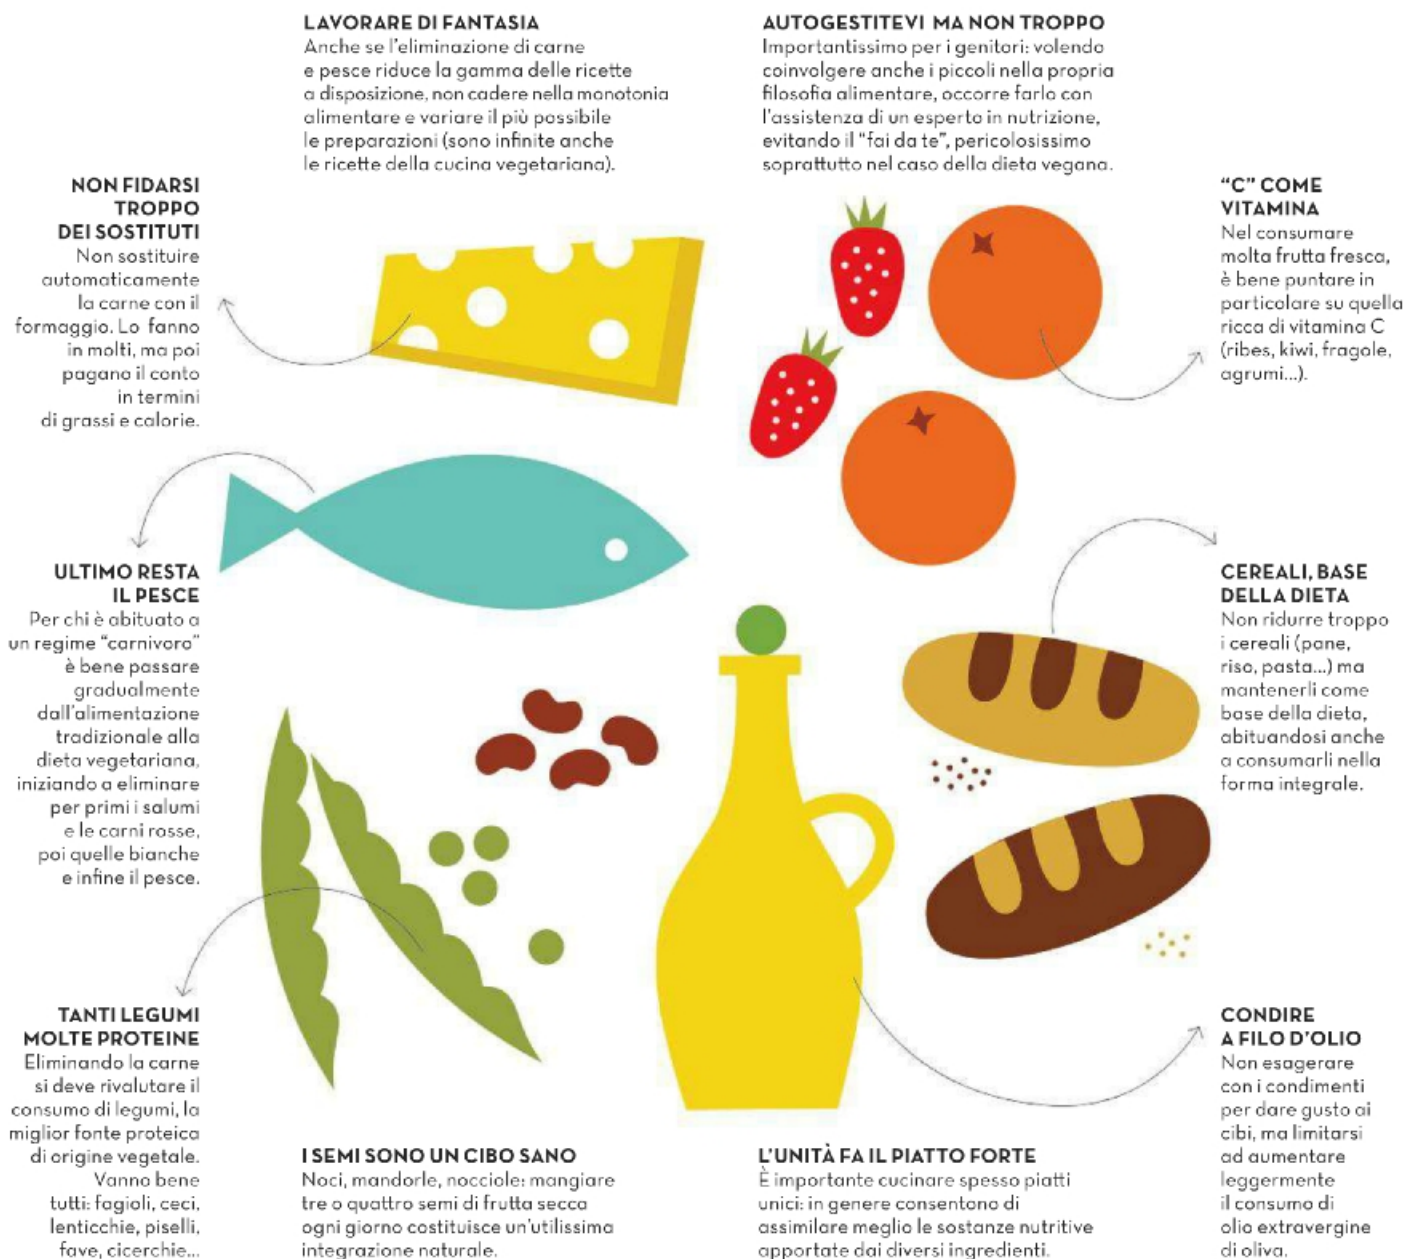 LAVORARE DI FANTASIA
Anche se l'eliminazione di carne
e pesce riduce la gamma delle ricette
a disposizione, non cadere nella monotonia
alimentare e variare il più possibile
le preparazioni (sono infinite anche
le ricette della cucina vegetariana).
AUTOGESTITEVI MA NON TROPPO
Importantissimo per i genitori: volendo
coinvolgere anche i piccoli nella propria
filosofia alimentare, occorre farlo con
l'assistenza di un esperto in nutrizione,
evitando il "fai da te", pericolosissimo
soprattutto nel caso della dieta vegana.
NON FIDARSI
TROPPO
DEI SOSTITUTI
Non sostituire
automaticamente
la carne con il
formaggio. Lo fanno
in molti, ma poi
pagano il conto
in termini
di grassi e calorie.
"C" COME
VITAMINA
Nel consumare
molta frutta fresca,
è bene puntare in
particolare su quella
ricca di vitamina C
(ribes, kiwi, fragole,
agrumi...).
ULTIMO RESTA
IL PESCE
Per chi è abituato a
un regime "carnivoro"
è bene passare
gradualmente
dall'alimentazione
tradizionale alla
dieta vegetariana,
iniziando a eliminare
per primi i salumi
e le carni rosse,
poi quelle bianche
e infine il pesce.
CEREALI, BASE
DELLA DIETA
Non ridurre troppo
i cereali (pane,
riso, pasta...) ma
mantenerli come
base della dieta,
abituandosi anche
a consumarli nella
forma integrale.
TANTI LEGUMI
MOLTE PROTEINE
Eliminando la carne
si deve rivalutare il
consumo di legumi, la
miglior fonte proteica
di origine vegetale.
Vanno bene
tutti: fagioli, ceci,
lenticchie, piselli,
fave, cicerchie...
I SEMI SONO UN CIBO SANO
Noci, mandorle, nocciole: mangiare
tre o quattro semi di frutta secca
ogni giorno costituisce un'utilissima
integrazione naturale.
L'UNITÀ FA IL PIATTO FORTE
È importante cucinare spesso piatti
unici: in genere consentono di
assimilare meglio le sostanze nutritive
apportate dai diversi ingredienti.
CONDIRE
A FILO D'OLIO
Non esagerare
con i condimenti
per dare gusto ai
cibi, ma limitarsi
ad aumentare
leggermente
il consumo di
olio extravergine
di oliva.